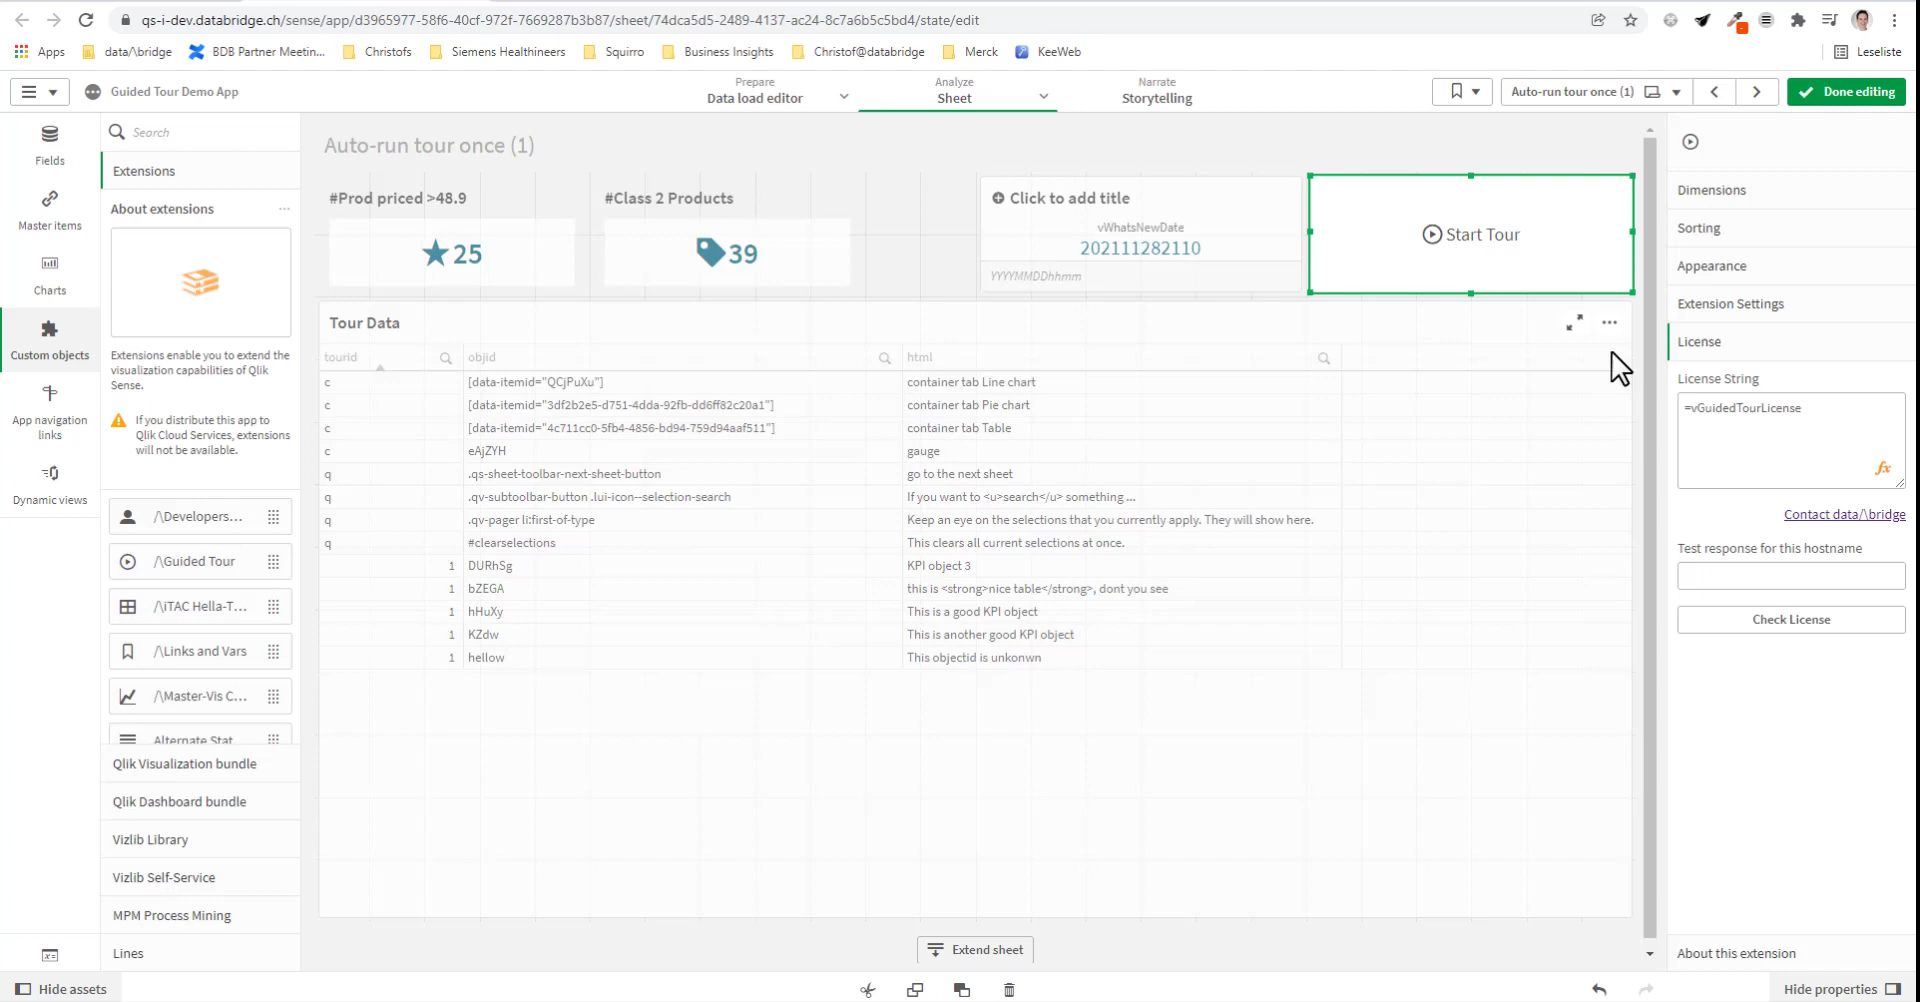 qs-i-dev.databridge.ch/sense/app/d3965977-58f6-40cf-972f-7669287b3b87/sheet/74dca5d5-2489-4137-ac24-8c7a6b5c5bd4/state/edit
Apps data/\bridge BDB Partner Meetin... Christofs Siemens Healthineers Squirro Business Insights Christof@databridge Merck KeeWeb Leseliste
Guided Tour Demo App
Prepare
Data load editor
Analyze
Sheet
Narrate
Storytelling
Auto-run tour once (1)
Done editing
Fields
Master items
Charts
Custom objects
App navigation links
Dynamic views
Search
Extensions
About extensions
Extensions enable you to extend the
visualization capabilities of Qlik
Sense.
If you distribute this app to
Qlik Cloud Services, extensions
will not be available.
/\Developers...
/\Guided Tour
/\iTAC Hella-T...
/\Links and Vars
/\Master-Vis C...
Alternate Stat
Qlik Visualization bundle
Qlik Dashboard bundle
Vizlib Library
Vizlib Self-Service
MPM Process Mining
Lines
Auto-run tour once (1)
#Prod priced >48.9
25
#Class 2 Products
39
Click to add title
vWhatsNewDate
202111282110
YYYYMMDDhhmm
Start Tour
Tour Data
tourid objid html
c [data-itemid="QCjPuXu"] container tab Line chart
c [data-itemid="3df2b2e5-d751-4dda-92fb-dd6ff82c20a1"] container tab Pie chart
c [data-itemid="4c711cc0-5fb4-4856-bd94-759d94aaf511"] container tab Table
c eAjZYH gauge
q .qs-sheet-toolbar-next-sheet-button go to the next sheet
q .qv-subtoolbar-button .lui-icon--selection-search If you want to <u>search</u> something ...
q .qv-pager li:first-of-type Keep an eye on the selections that you currently apply. They will show here.
q #clearselections This clears all current selections at once.
1 DURhSg KPI object 3
1 bZEGA this is <strong>nice table</strong>, dont you see
1 hHuXy This is a good KPI object
1 KZdw This is another good KPI object
1 hellow This objectid is unkonwn
Extend sheet
Dimensions
Sorting
Appearance
Extension Settings
License
License String
=vGuidedTourLicense
fx
Contact data/\bridge
Test response for this hostname
Check License
About this extension
Hide assets
Hide properties